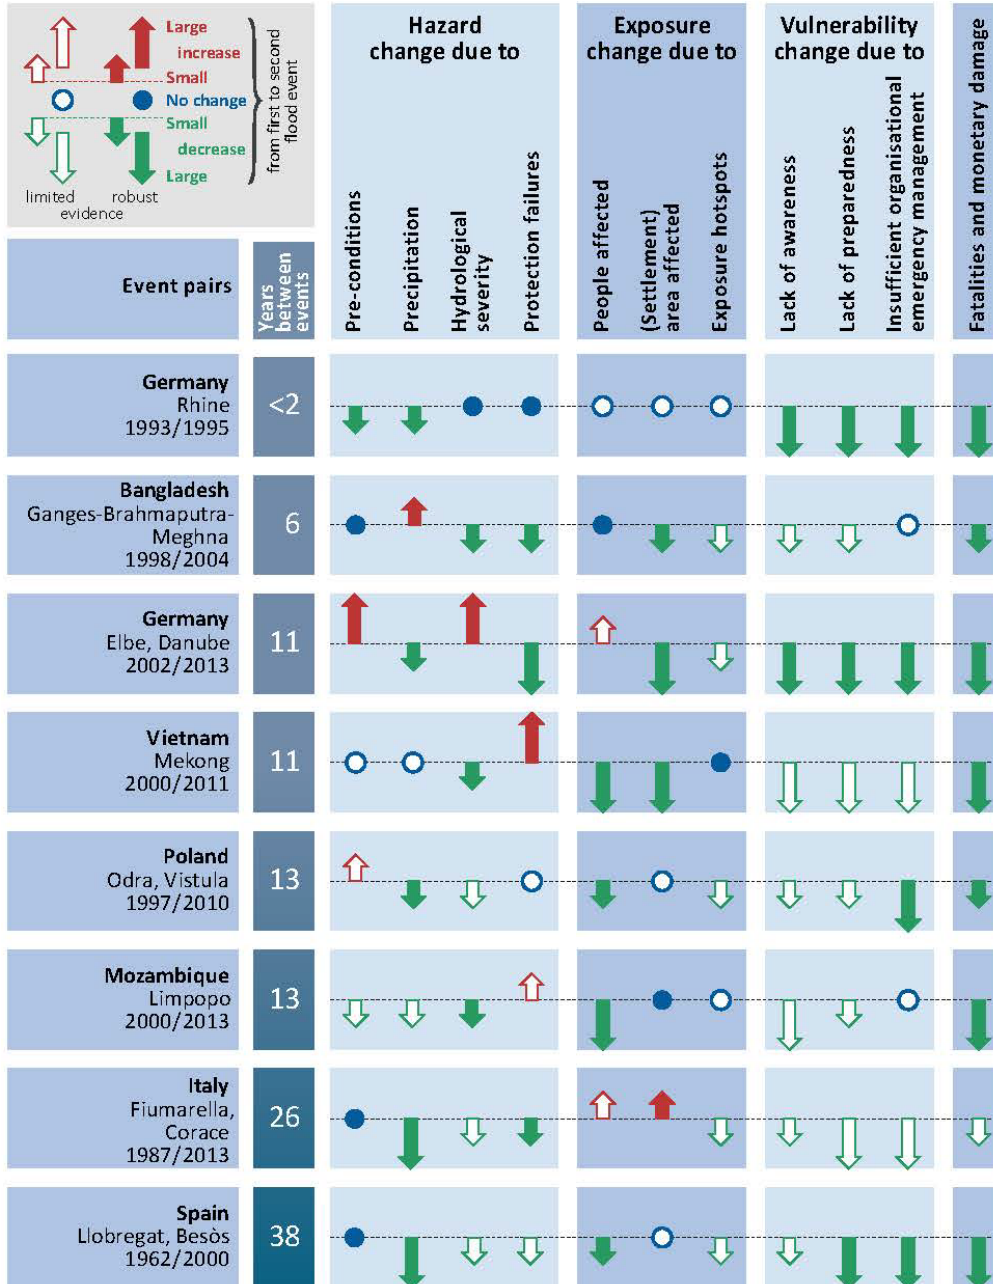 Large
increase
Small
No change
Small
decrease
Large
limited
robust
evidence
from first to second
flood event
Hazard
change due to
Exposure
change due to
Vulnerability
change due to
Event pairs
Years
between
events
Pre-conditions
Precipitation
Hydrological
severity
Protection failures
People affected
(Settlement)
area affected
Exposure hotspots
Lack of awareness
Lack of preparedness
Insufficient organisational
emergency management
Fatalities and monetary damage
Germany
Rhine
1993/1995
<2
Bangladesh
Ganges-Brahmaputra-
Meghna
1998/2004
6
Germany
Elbe, Danube
2002/2013
11
Vietnam
Mekong
2000/2011
11
Poland
Odra, Vistula
1997/2010
13
Mozambique
Limpopo
2000/2013
13
Italy
Fiumarella,
Corace
1987/2013
26
Spain
Llobregat, Besòs
1962/2000
38